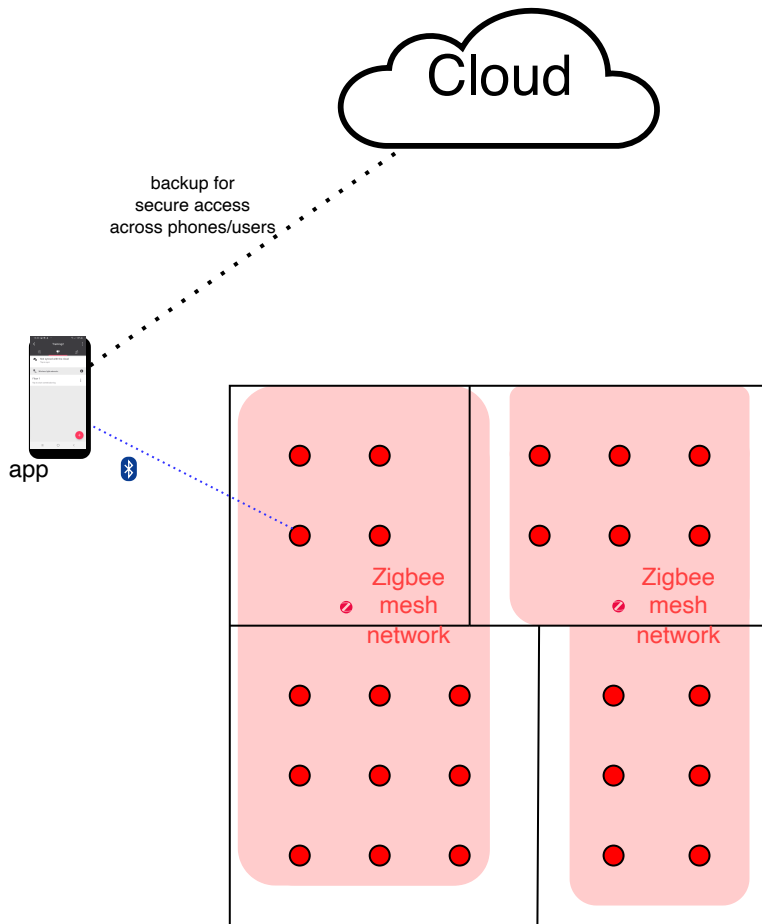 Cloud
backup for
secure access
across phones/users
app
Zigbee
mesh
network
Zigbee
mesh
network